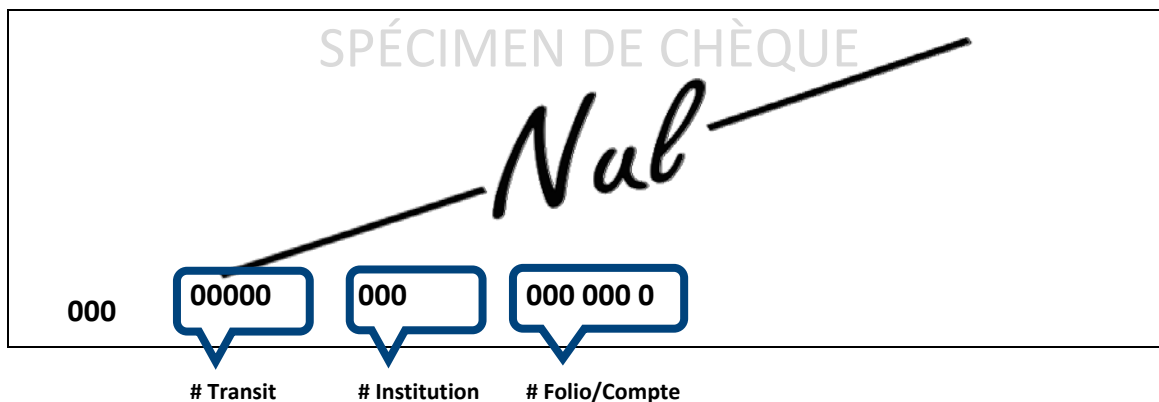 SPÉCIMEN DE CHÈQUE
Nul
000 00000 000 000 000 0
# Transit # Institution # Folio/Compte